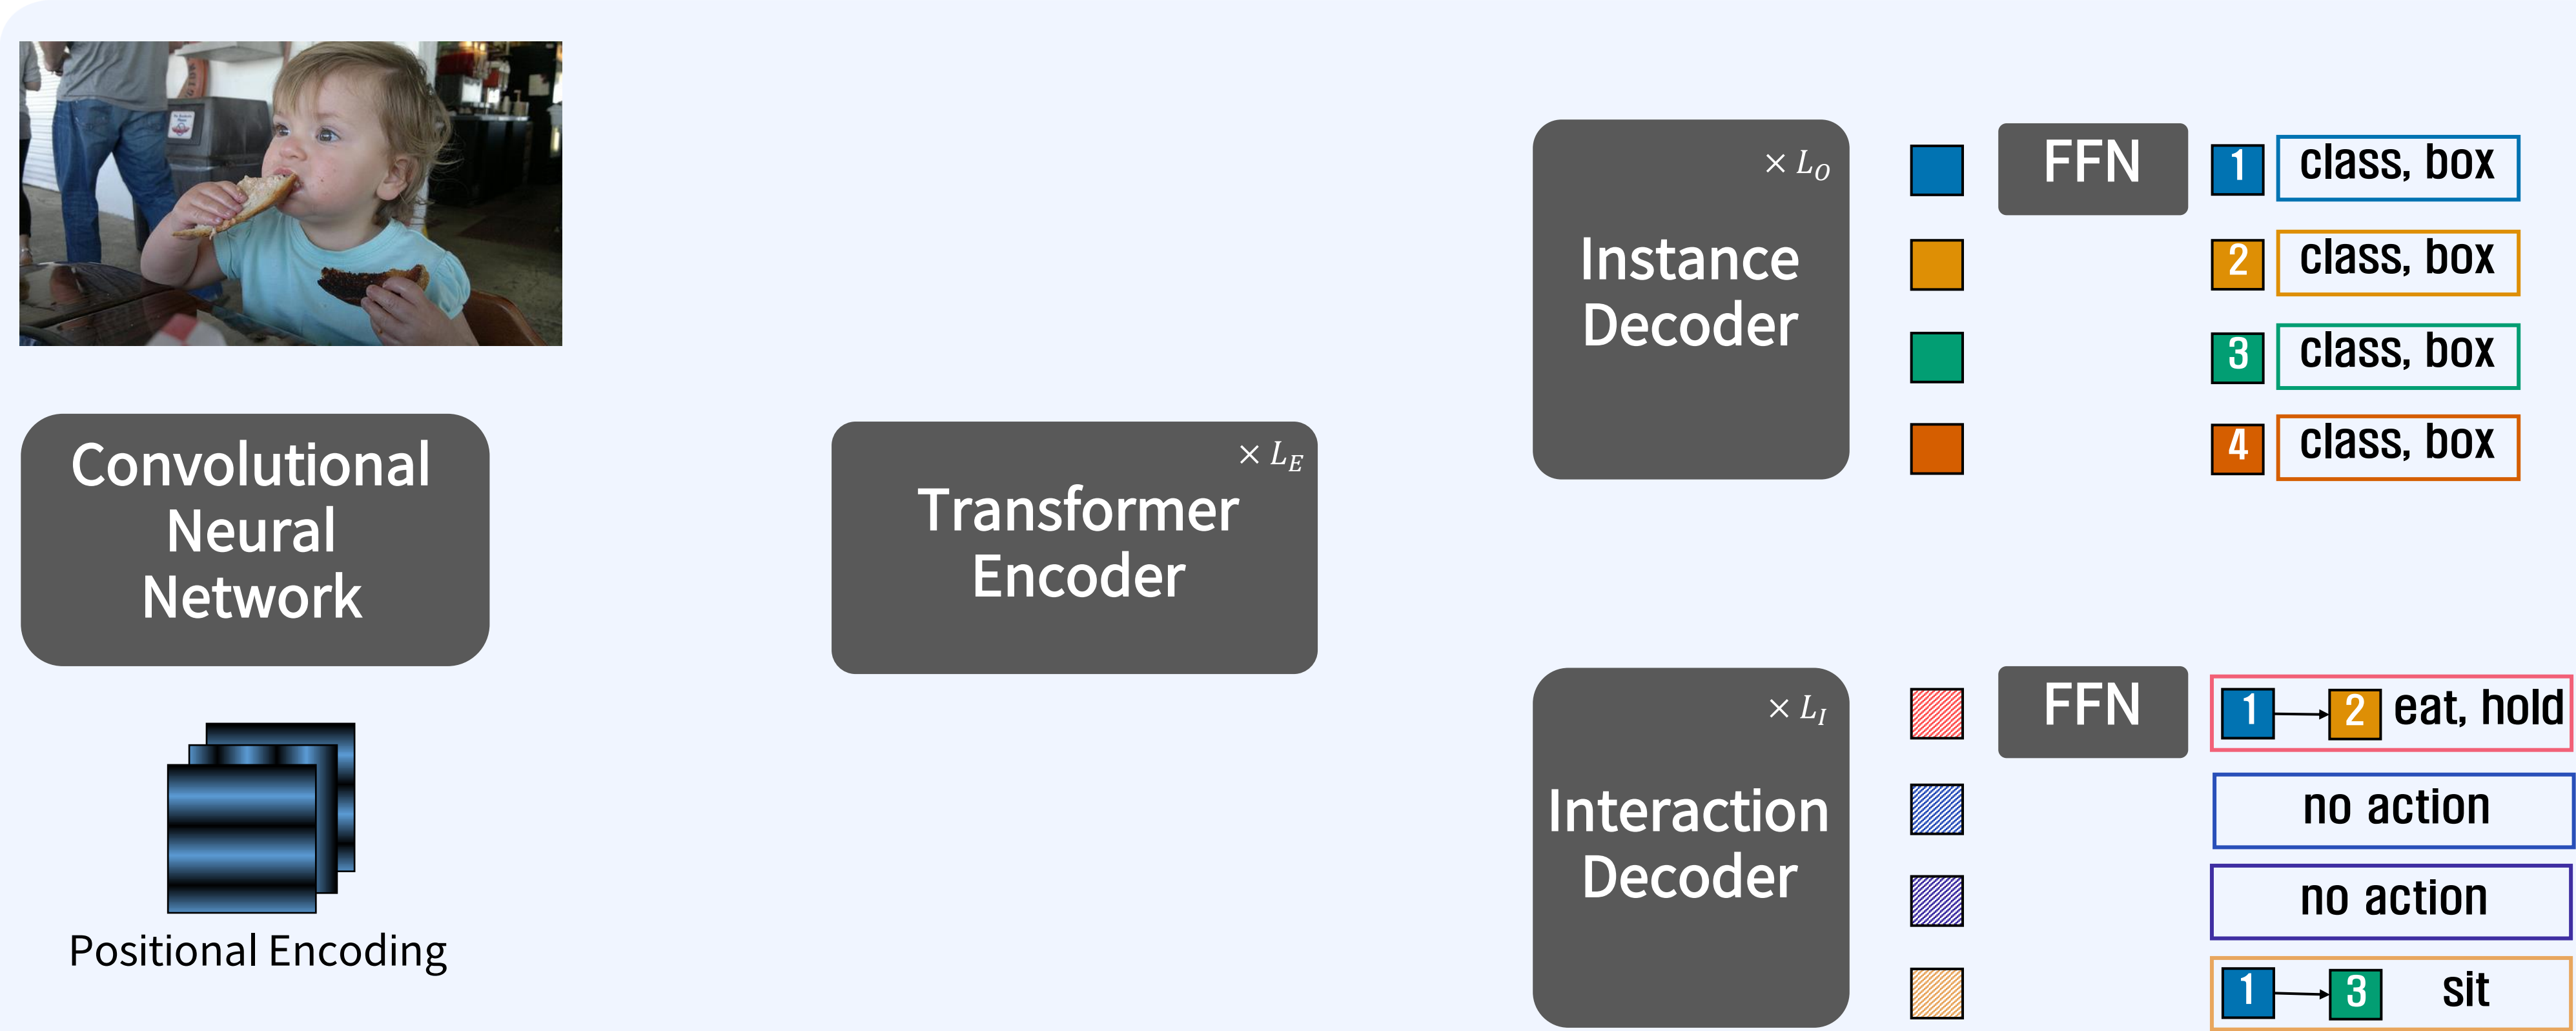 Convolutional
Neural
Network
Positional Encoding
× L_E
Transformer
Encoder
× L_O
Instance
Decoder
FFN
1 class, box
2 class, box
3 class, box
4 class, box
× L_I
Interaction
Decoder
FFN
1 2 eat, hold
no action
no action
1 3 sit